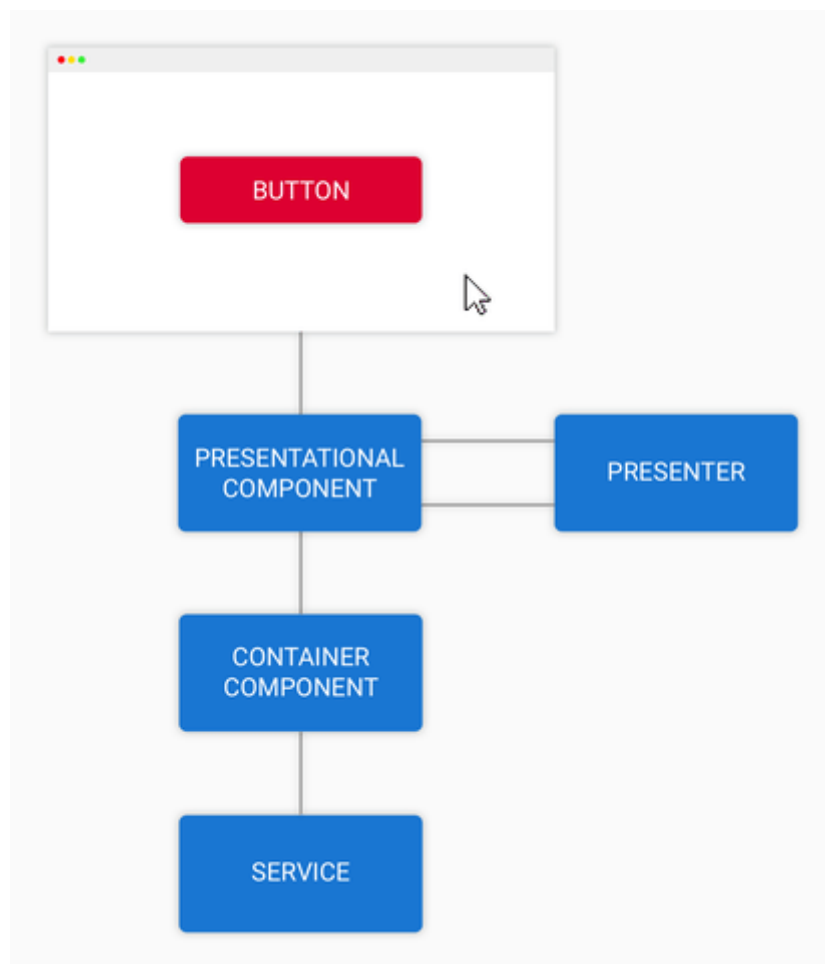 BUTTON
PRESENTATIONAL
COMPONENT
PRESENTER
CONTAINER
COMPONENT
SERVICE